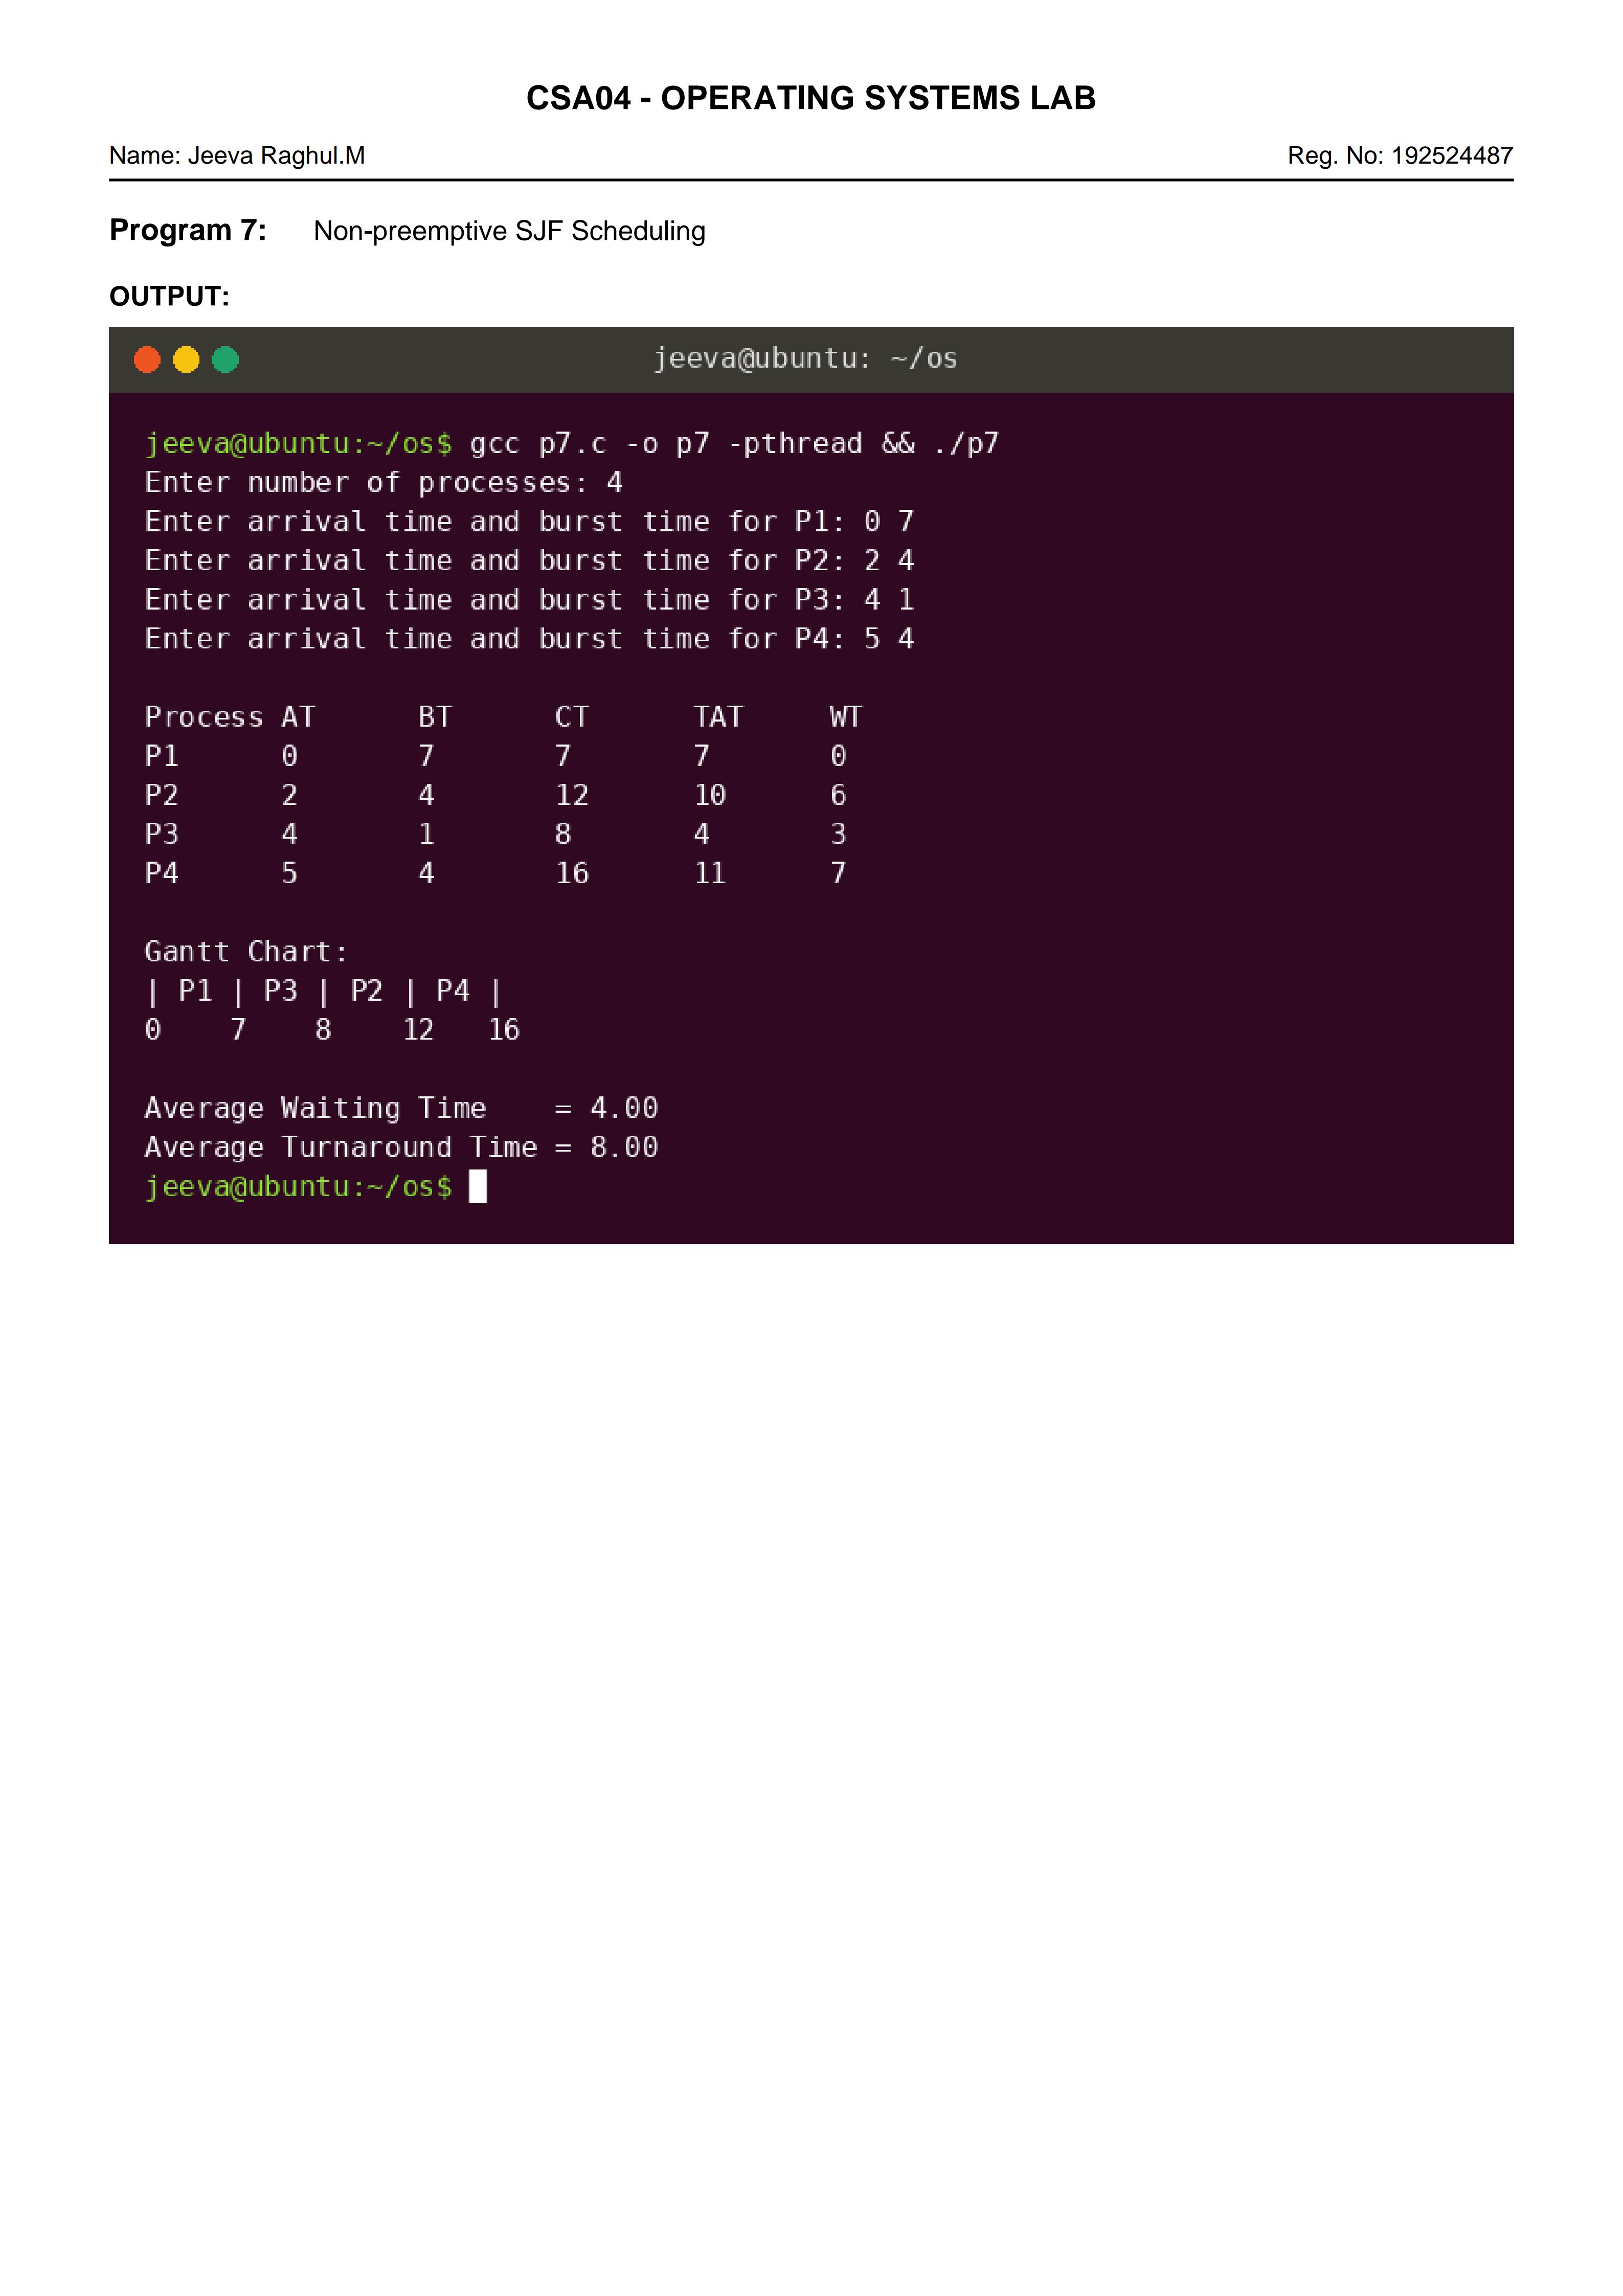 CSA04 - OPERATING SYSTEMS LAB
Name: Jeeva Raghul.M Reg. No: 192524487
Program 7: Non-preemptive SJF Scheduling
OUTPUT:
jeeva@ubuntu: ~/os
jeeva@ubuntu:~/os$ gcc p7.c -o p7 -pthread && ./p7
Enter number of processes: 4
Enter arrival time and burst time for P1: 0 7
Enter arrival time and burst time for P2: 2 4
Enter arrival time and burst time for P3: 4 1
Enter arrival time and burst time for P4: 5 4
Process AT      BT      CT      TAT     WT
P1      0       7       7       7       0
P2      2       4       12      10      6
P3      4       1       8       4       3
P4      5       4       16      11      7
Gantt Chart:
| P1 | P3 | P2 | P4 |
0    7    8    12   16
Average Waiting Time    = 4.00
Average Turnaround Time = 8.00
jeeva@ubuntu:~/os$